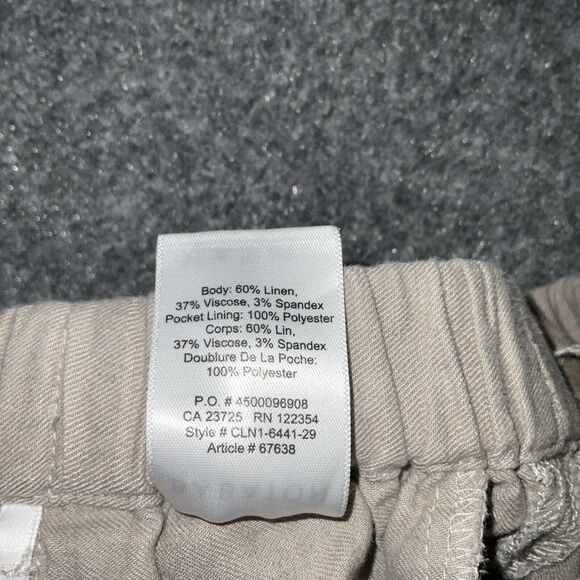 Body: 60% Linen,
37% Viscose, 3% Spandex
Pocket Lining: 100% Polyester
Corps: 60% Lin,
37% Viscose, 3% Spandex
Doublure De La Poche:
100% Polyester
P.O. # 4500096908
CA 23725 RN 122354
Style # CLN1-6441-29
Article # 67638